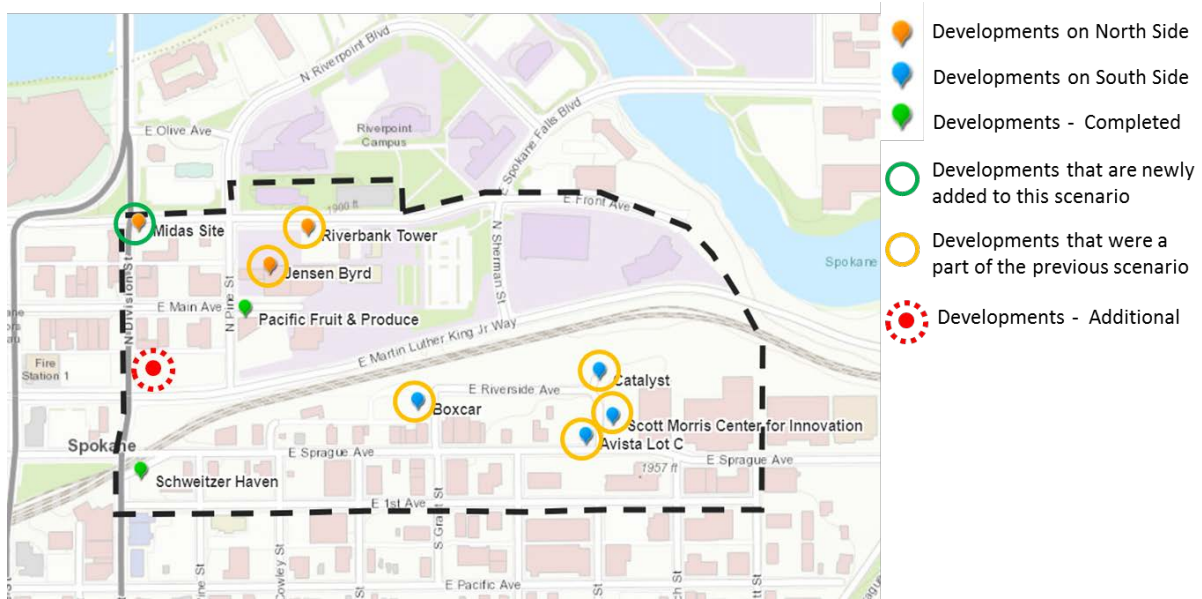 N Riverpoint Blvd
E Olive Ave
Riverpoint
Campus
E Spokane Falls Blvd
1900 ft
E Front Ave
Midas Site
Riverbank Tower
N Division St
N Pine St
Jensen Byrd
N Sherman St
Spokane
E Main Ave
Pacific Fruit & Produce
E Martin Luther King Jr Way
Fire
Station 1
Catalyst
E Riverside Ave
Boxcar
Scott Morris Center for Innovation
Avista Lot C
Spokane
E Sprague Ave
E Sprague Ave
1957 ft
Schweitzer Haven
E 1st Ave
S Grant St
E Pacific Ave
Developments on North Side
Developments on South Side
Developments - Completed
Developments that are newly
added to this scenario
Developments that were a
part of the previous scenario
Developments - Additional